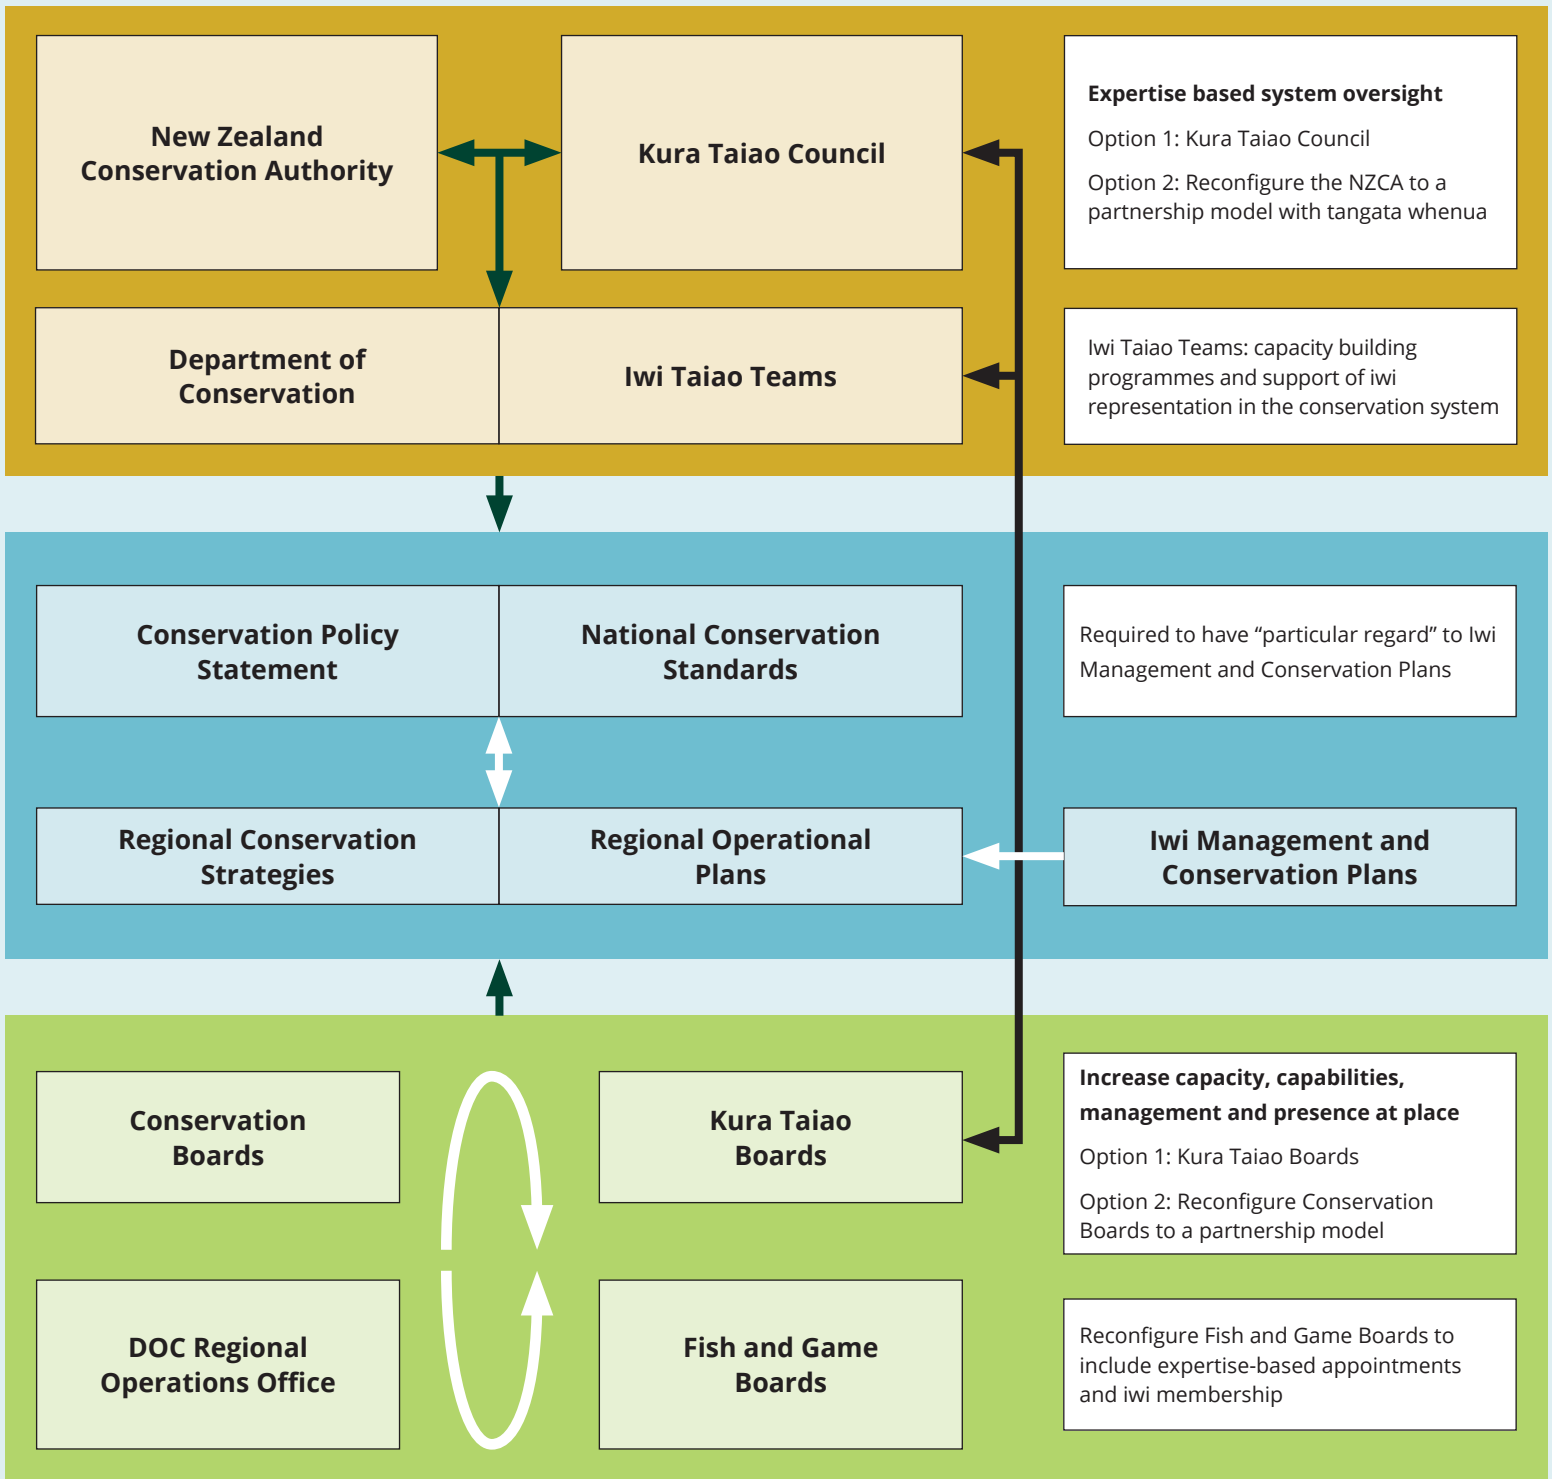 New Zealand
Conservation Authority
Kura Taiao Council
Expertise based system oversight
Option 1: Kura Taiao Council
Option 2: Reconfigure the NZCA to a
partnership model with tangata whenua
Department of
Conservation
Iwi Taiao Teams
Iwi Taiao Teams: capacity building
programmes and support of iwi
representation in the conservation system
Conservation Policy
Statement
National Conservation
Standards
Required to have “particular regard” to Iwi
Management and Conservation Plans
Regional Conservation
Strategies
Regional Operational
Plans
Iwi Management and
Conservation Plans
Conservation
Boards
Kura Taiao
Boards
Increase capacity, capabilities,
management and presence at place
Option 1: Kura Taiao Boards
Option 2: Reconfigure Conservation
Boards to a partnership model
DOC Regional
Operations Office
Fish and Game
Boards
Reconfigure Fish and Game Boards to
include expertise-based appointments
and iwi membership